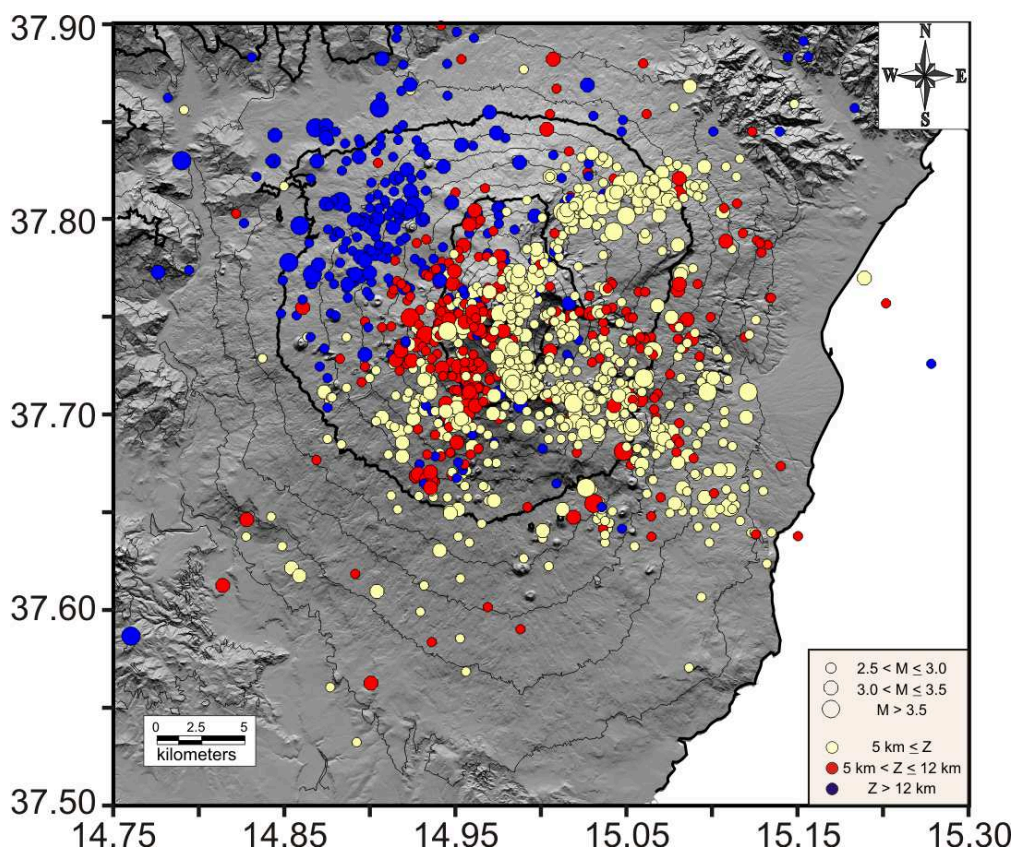 37.90
N
W E
S
37.80
37.70
37.60
2.5 < M ≤ 3.0
3.0 < M ≤ 3.5
M > 3.5
0 2.5 5
kilometers
5 km ≤ Z
5 km < Z ≤ 12 km
Z > 12 km
37.50
14.75 14.85 14.95 15.05 15.15 15.30